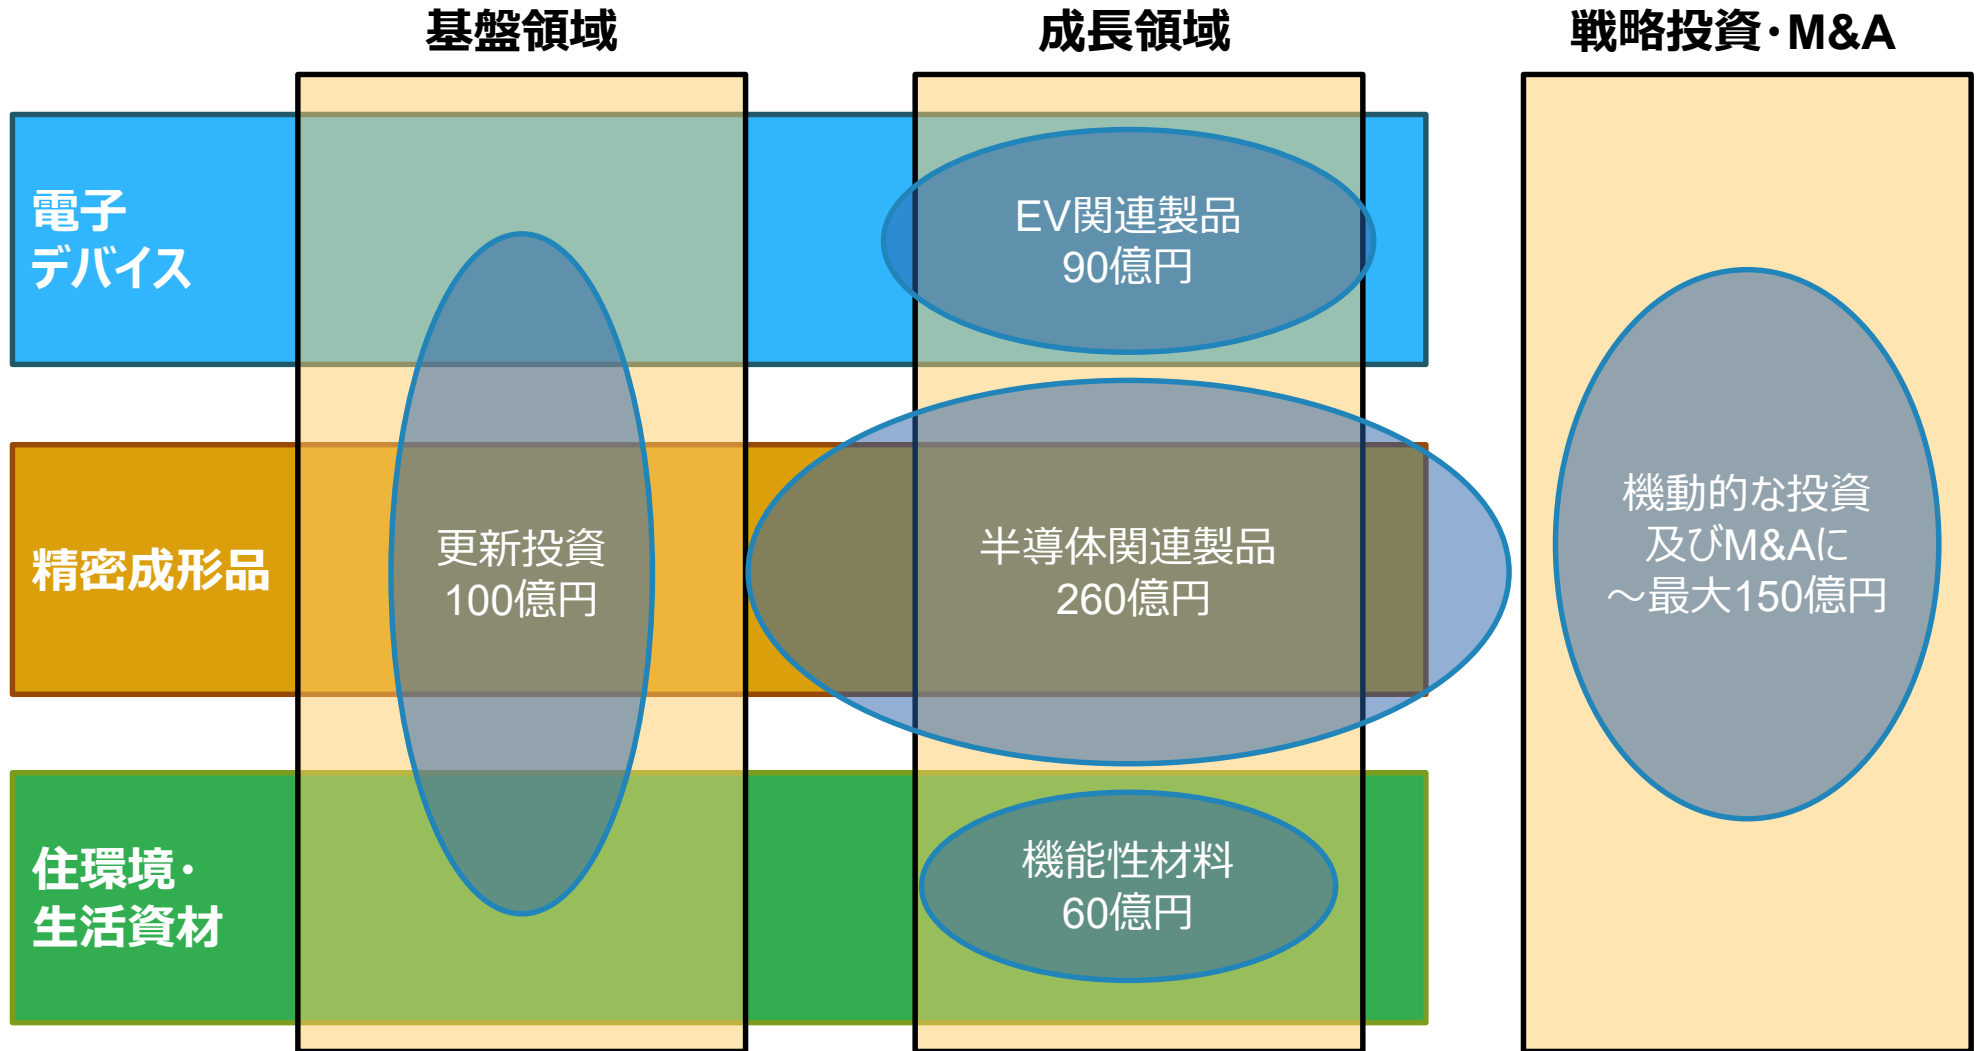 基盤領域
成長領域
戦略投資・M&A
電子
デバイス
EV関連製品
90億円
精密成形品
更新投資
100億円
半導体関連製品
260億円
機動的な投資
及びM&Aに
～最大150億円
住環境・
生活資材
機能性材料
60億円